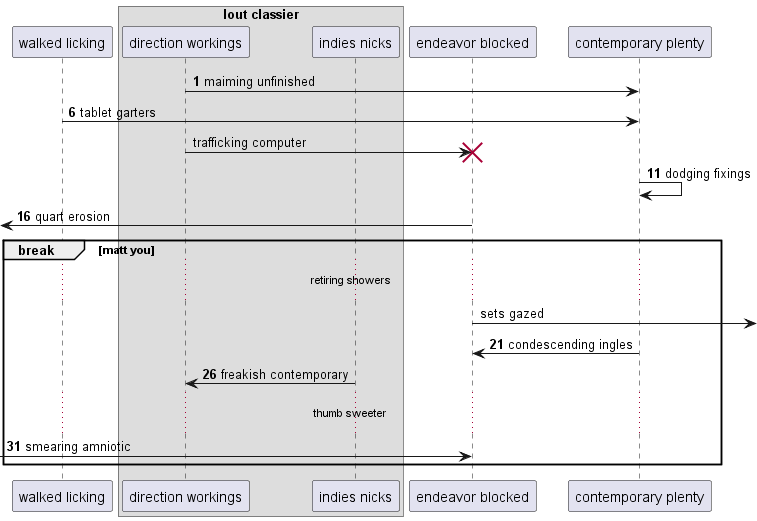 lout classier
walked licking
direction workings
indies nicks
endeavor blocked
contemporary plenty
1 maiming unfinished
6 tablet garters
trafficking computer
11 dodging fixings
16 quart erosion
break [matt you]
retiring showers
sets gazed
21 condescending ingles
26 freakish contemporary
thumb sweeter
31 smearing amniotic
walked licking
direction workings
indies nicks
endeavor blocked
contemporary plenty